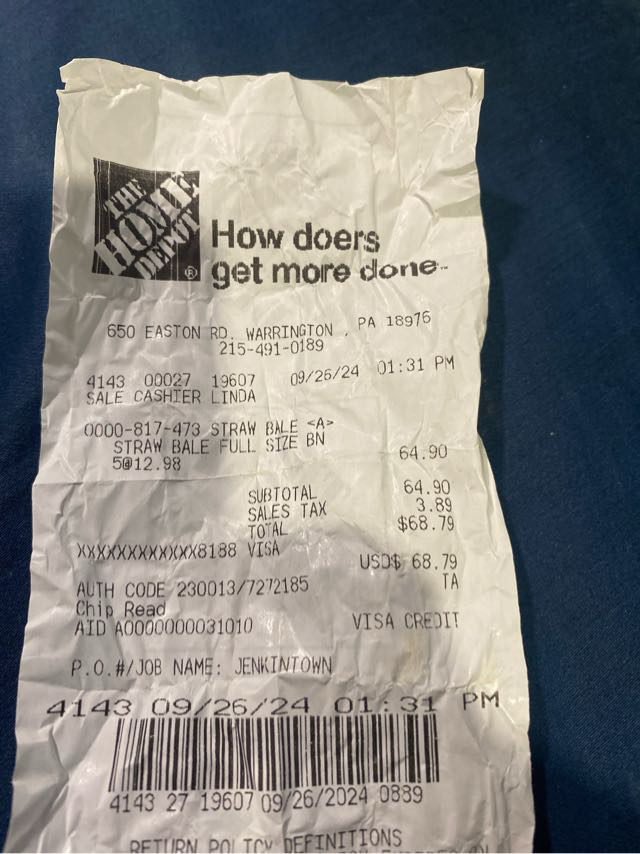 THE
HOME
DEPOT
®
How doers
get more done™
650 EASTON RD. WARRINGTON , PA 18976
215-491-0189
4143 00027 19607 09/26/24 01:31 PM
SALE CASHIER LINDA
0000-817-473 STRAW BALE <A>
STRAW BALE FULL SIZE BN
5@12.98 64.90
SUBTOTAL 64.90
SALES TAX 3.89
TOTAL $68.79
XXXXXXXXXXXX8188 VISA
USD$ 68.79
AUTH CODE 230013/7272185 TA
Chip Read
AID A0000000031010 VISA CREDIT
P.O.#/JOB NAME: JENKINTOWN
4143 09/26/24 01:31 PM
4143 27 19607 09/26/2024 0889
RETURN POLICY DEFINITIONS